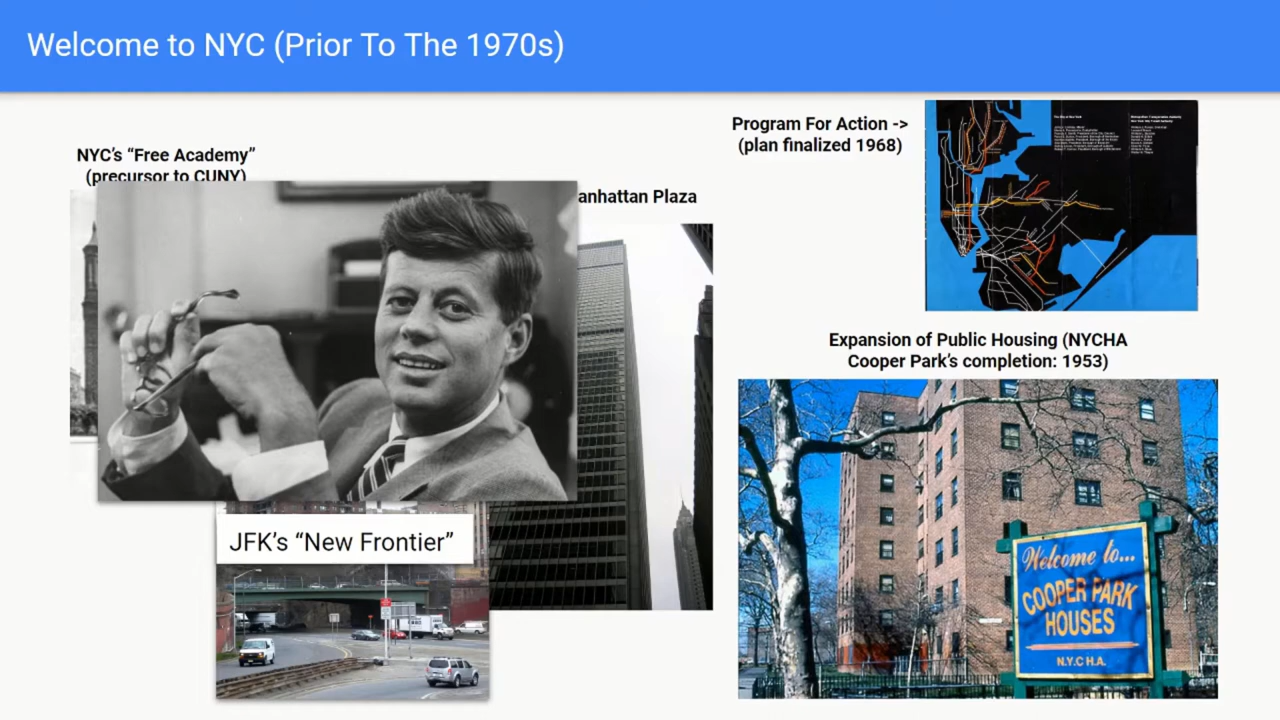 Welcome to NYC (Prior To The 1970s)
NYC's “Free Academy”
(precursor to CUNY)
anhattan Plaza
Program For Action ->
(plan finalized 1968)
Expansion of Public Housing (NYCHA
Cooper Park's completion: 1953)
JFK's “New Frontier”
Welcome to...
COOPER PARK
HOUSES
N.Y.C H.A.